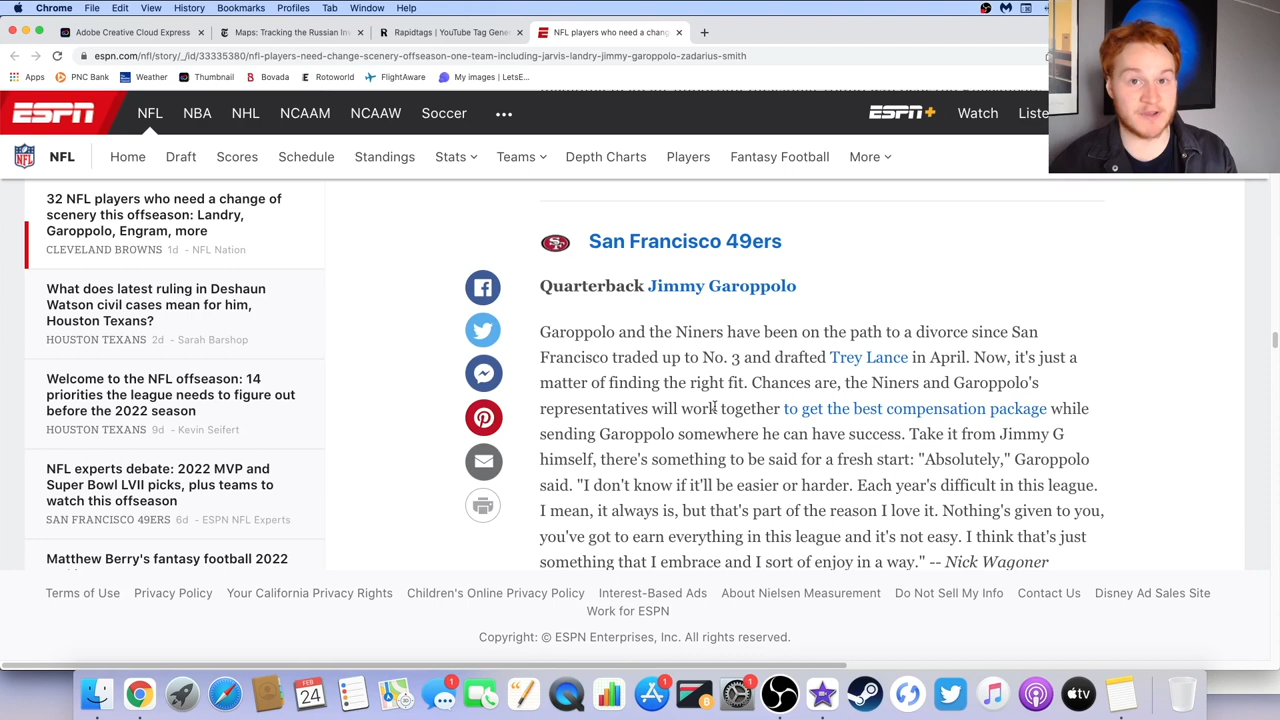 Chrome File Edit View History Bookmarks Profiles Tab Window Help
Adobe Creative Cloud Express × Maps: Tracking the Russian Inv × Rapidtags | YouTube Tag Gene × NFL players who need a chang × +
espn.com/nfl/story/_/id/33335380/nfl-players-need-change-scenery-offseason-one-team-including-jarvis-landry-jimmy-garoppolo-zadarius-smith
Apps PNC Bank Weather Thumbnail Bovada Rotoworld FlightAware My images | LetsE...
ESPN NFL NBA NHL NCAAM NCAAW Soccer ••• ESPN+ Watch Liste
NFL Home Draft Scores Schedule Standings Stats Teams Depth Charts Players Fantasy Football More
32 NFL players who need a change of
scenery this offseason: Landry,
Garoppolo, Engram, more
CLEVELAND BROWNS 1d - NFL Nation
What does latest ruling in Deshaun
Watson civil cases mean for him,
Houston Texans?
HOUSTON TEXANS 2d - Sarah Barshop
Welcome to the NFL offseason: 14
priorities the league needs to figure out
before the 2022 season
HOUSTON TEXANS 9d - Kevin Seifert
NFL experts debate: 2022 MVP and
Super Bowl LVII picks, plus teams to
watch this offseason
SAN FRANCISCO 49ERS 6d - ESPN NFL Experts
Matthew Berry's fantasy football 2022
San Francisco 49ers
Quarterback Jimmy Garoppolo
Garoppolo and the Niners have been on the path to a divorce since San
Francisco traded up to No. 3 and drafted Trey Lance in April. Now, it's just a
matter of finding the right fit. Chances are, the Niners and Garoppolo's
representatives will work together to get the best compensation package while
sending Garoppolo somewhere he can have success. Take it from Jimmy G
himself, there's something to be said for a fresh start: "Absolutely," Garoppolo
said. "I don't know if it'll be easier or harder. Each year's difficult in this league.
I mean, it always is, but that's part of the reason I love it. Nothing's given to you,
you've got to earn everything in this league and it's not easy. I think that's just
something that I embrace and I sort of enjoy in a way." -- Nick Wagoner
Terms of Use Privacy Policy Your California Privacy Rights Children's Online Privacy Policy Interest-Based Ads About Nielsen Measurement Do Not Sell My Info Contact Us Disney Ad Sales Site
Work for ESPN
Copyright: © ESPN Enterprises, Inc. All rights reserved.
FEB
24
1
1
1
tv